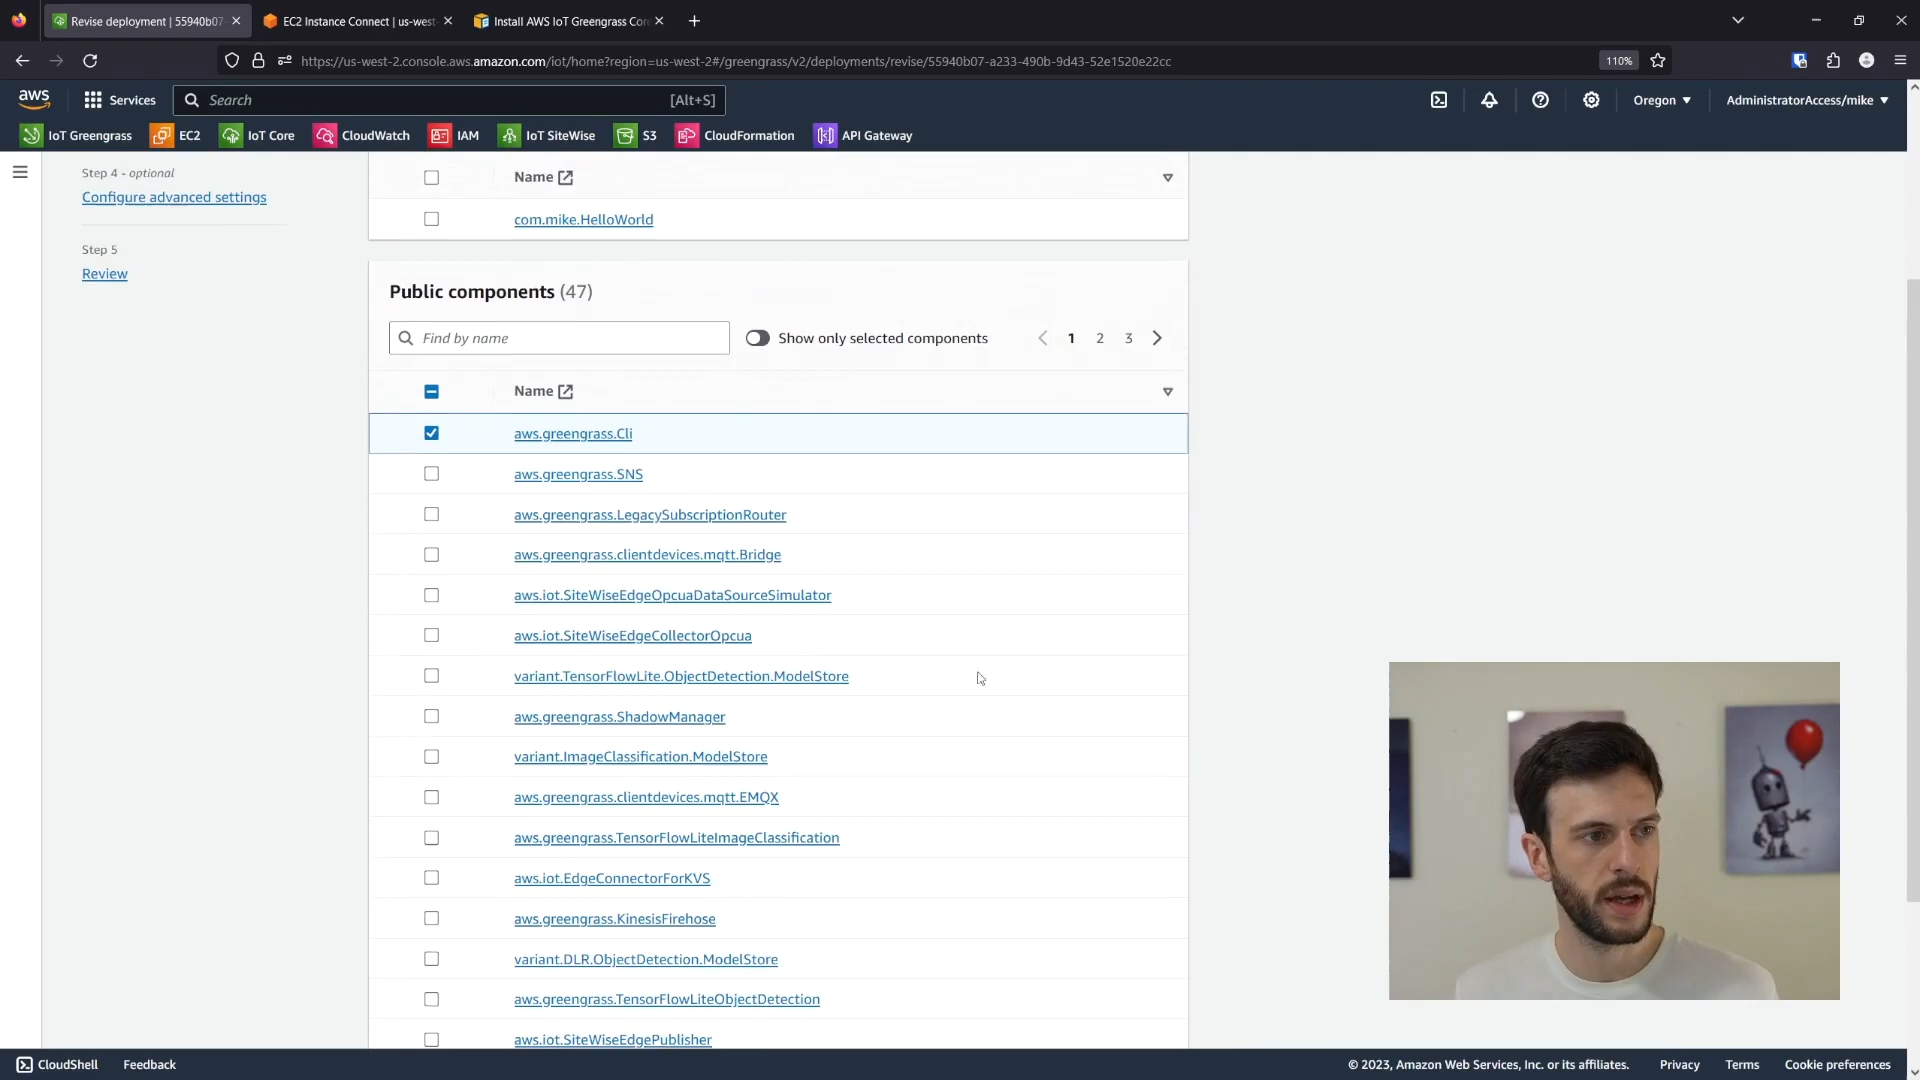 Revise deployment | 55940b07-
EC2 Instance Connect | us-west-
Install AWS IoT Greengrass Cor
https://us-west-2.console.aws.amazon.com/iot/home?region=us-west-2#/greengrass/v2/deployments/revise/55940b07-a233-490b-9d43-52e1520e22cc
110%
aws
Services
Search
[Alt+S]
Oregon
AdministratorAccess/mike
IoT Greengrass
EC2
IoT Core
CloudWatch
IAM
IoT SiteWise
S3
CloudFormation
API Gateway
Step 4 - optional
Configure advanced settings
Step 5
Review
Name
com.mike.HelloWorld
Public components (47)
Find by name
Show only selected components
1 2 3
Name
aws.greengrass.Cli
aws.greengrass.SNS
aws.greengrass.LegacySubscriptionRouter
aws.greengrass.clientdevices.mqtt.Bridge
aws.iot.SiteWiseEdgeOpcuaDataSourceSimulator
aws.iot.SiteWiseEdgeCollectorOpcua
variant.TensorFlowLite.ObjectDetection.ModelStore
aws.greengrass.ShadowManager
variant.ImageClassification.ModelStore
aws.greengrass.clientdevices.mqtt.EMQX
aws.greengrass.TensorFlowLiteImageClassification
aws.iot.EdgeConnectorForKVS
aws.greengrass.KinesisFirehose
variant.DLR.ObjectDetection.ModelStore
aws.greengrass.TensorFlowLiteObjectDetection
aws.iot.SiteWiseEdgePublisher
CloudShell
Feedback
© 2023, Amazon Web Services, Inc. or its affiliates.
Privacy
Terms
Cookie preferences